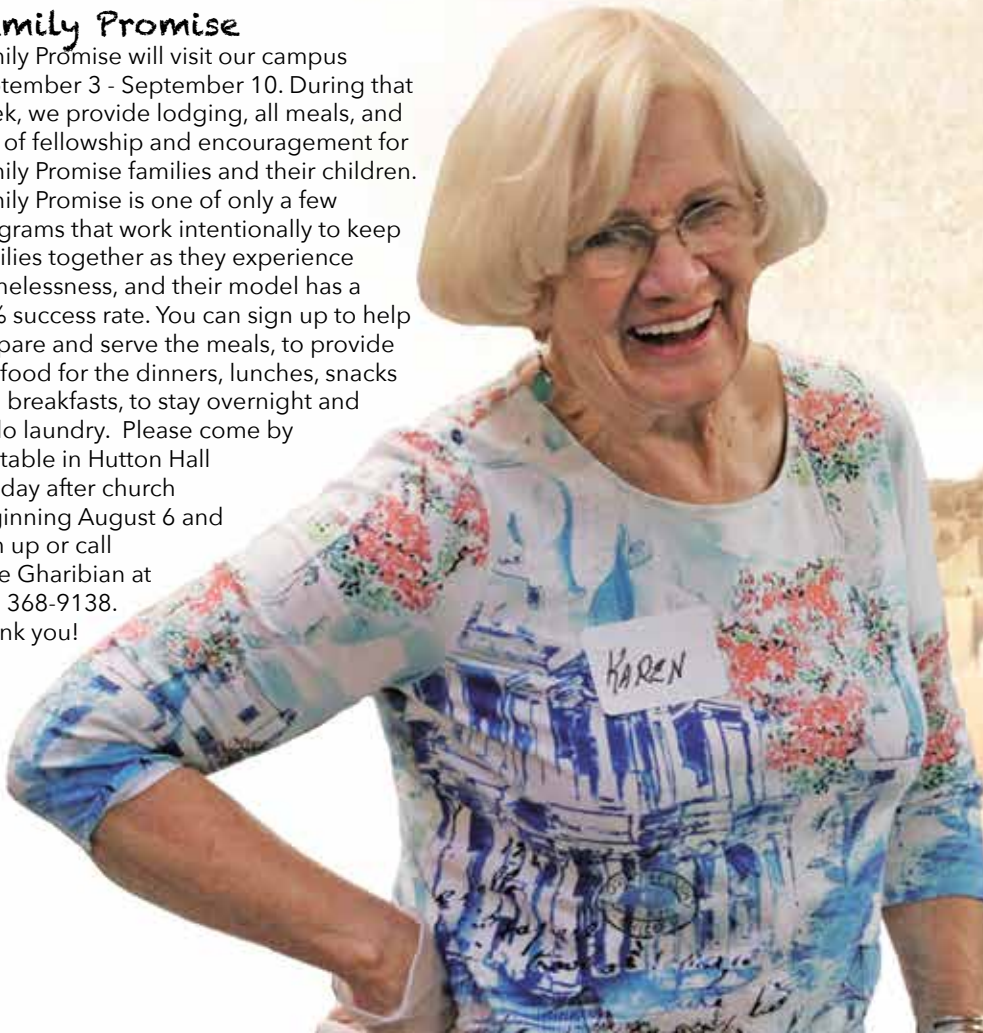 mily Promise
mily Promise will visit our campus
tember 3 - September 10. During that
ek, we provide lodging, all meals, and
of fellowship and encouragement for
mily Promise families and their children.
mily Promise is one of only a few
grams that work intentionally to keep
ilies together as they experience
melessness, and their model has a
% success rate. You can sign up to help
pare and serve the meals, to provide
food for the dinners, lunches, snacks
breakfasts, to stay overnight and
do laundry. Please come by
table in Hutton Hall
day after church
ginning August 6 and
n up or call
e Gharibian at
368-9138.
nk you!
KAREN